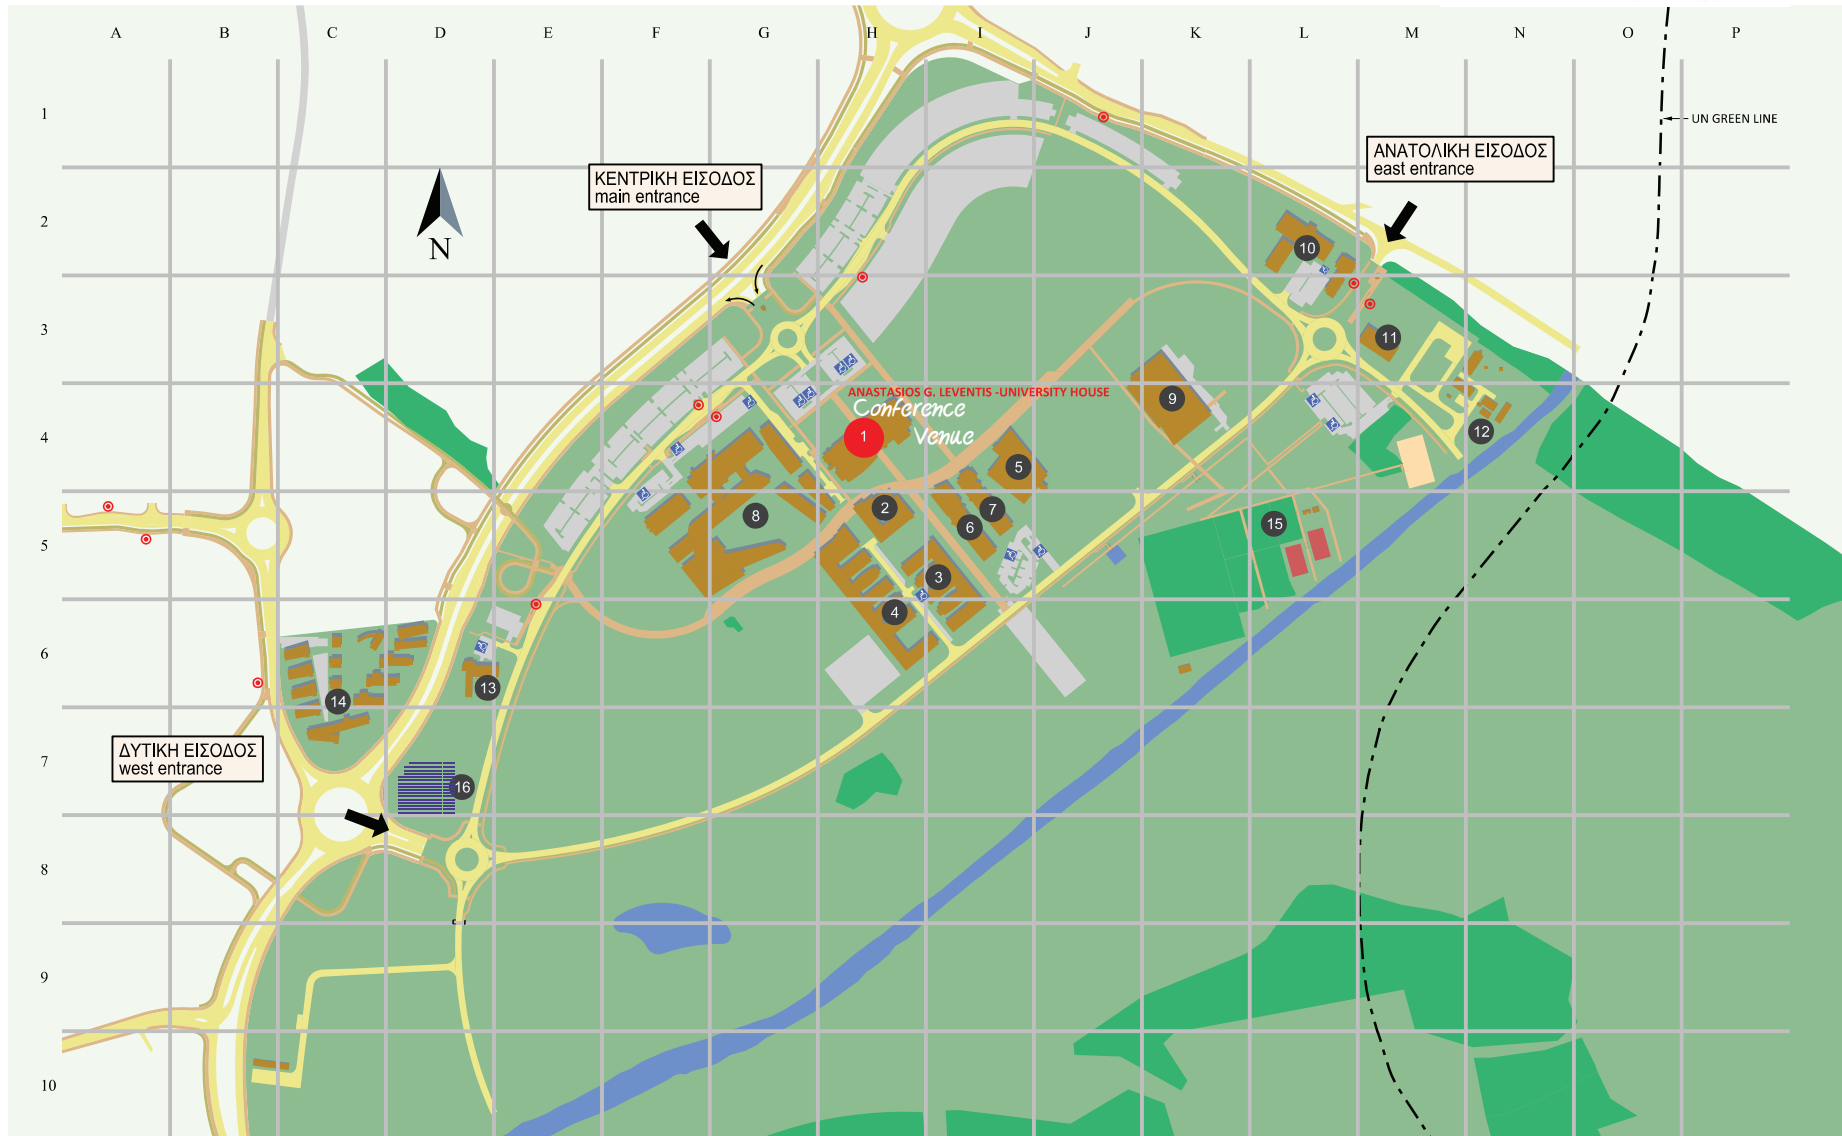 A B C D E F G H I J K L M N O P
1
UN GREEN LINE
ΑΝΑΤΟΛΙΚΗ ΕΙΣΟΔΟΣ
east entrance
ΚΕΝΤΡΙΚΗ ΕΙΣΟΔΟΣ
main entrance
2
N
10
3
11
ANASTASIOS G. LEVENTIS -UNIVERSITY HOUSE
Conference
Venue
9
4
1
12
5
2
7
8
6
15
5
3
4
6
13
14
ΔΥΤΙΚΗ ΕΙΣΟΔΟΣ
west entrance
7
16
8
9
10